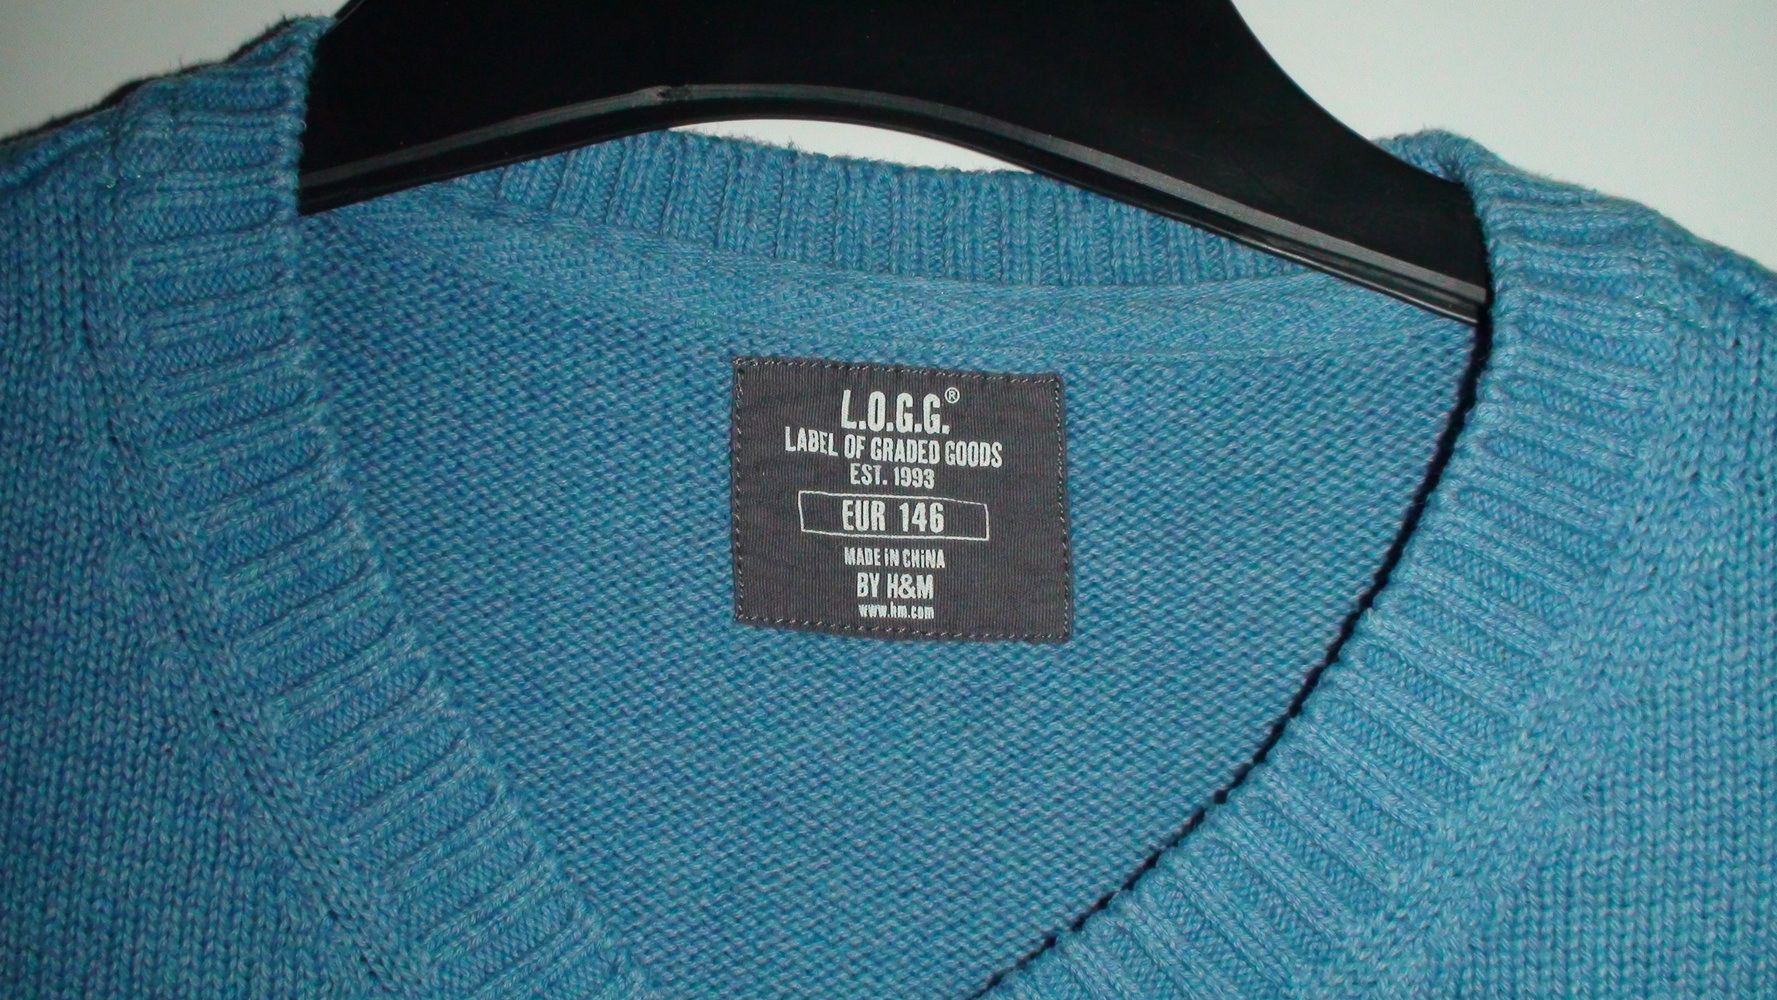 L.O.G.G.®
LABEL OF GRADED GOODS
EST. 1993
EUR 146
MADE IN CHINA
BY H&M
www.hm.com